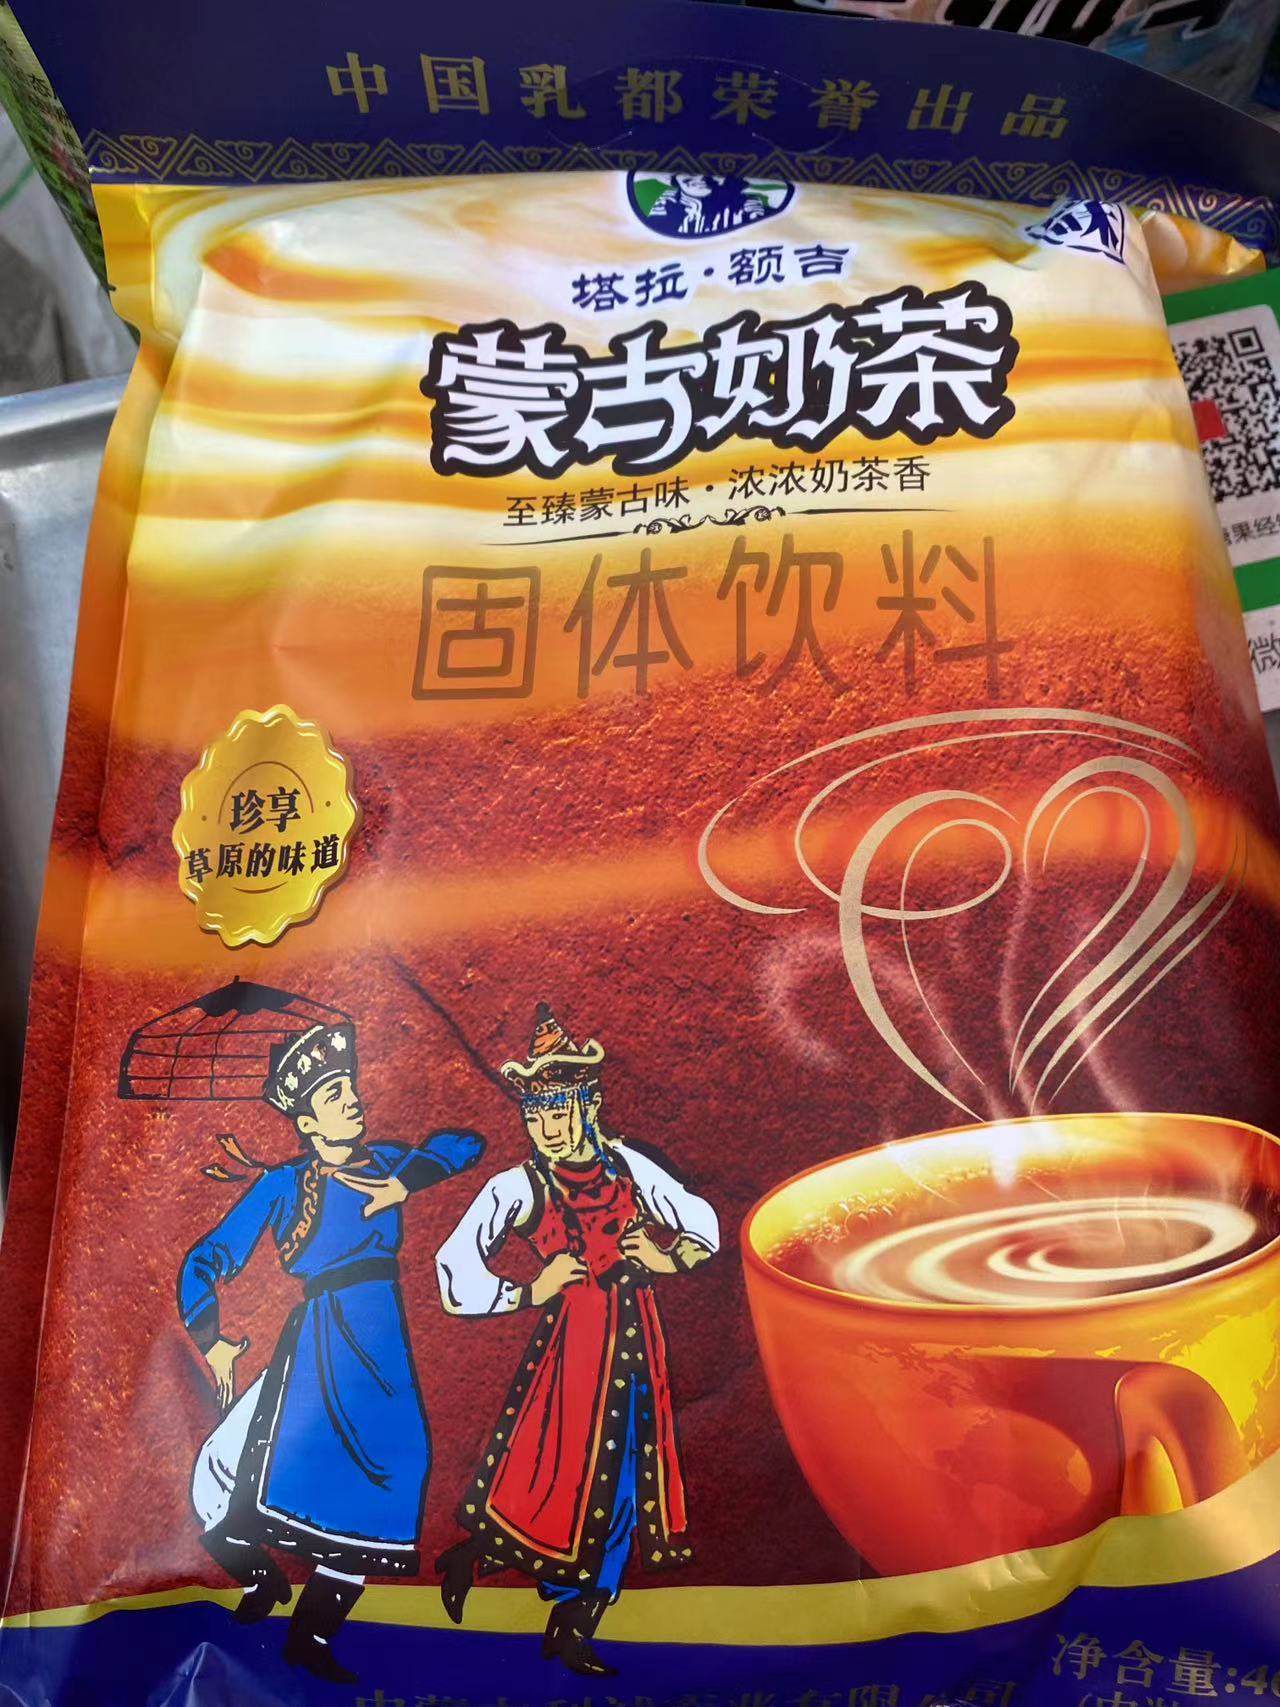 中国乳都荣誉出品
塔拉·额吉
蒙古奶茶
至臻蒙古味·浓浓奶茶香
固体饮料
珍享
草原的味道
净含量:4